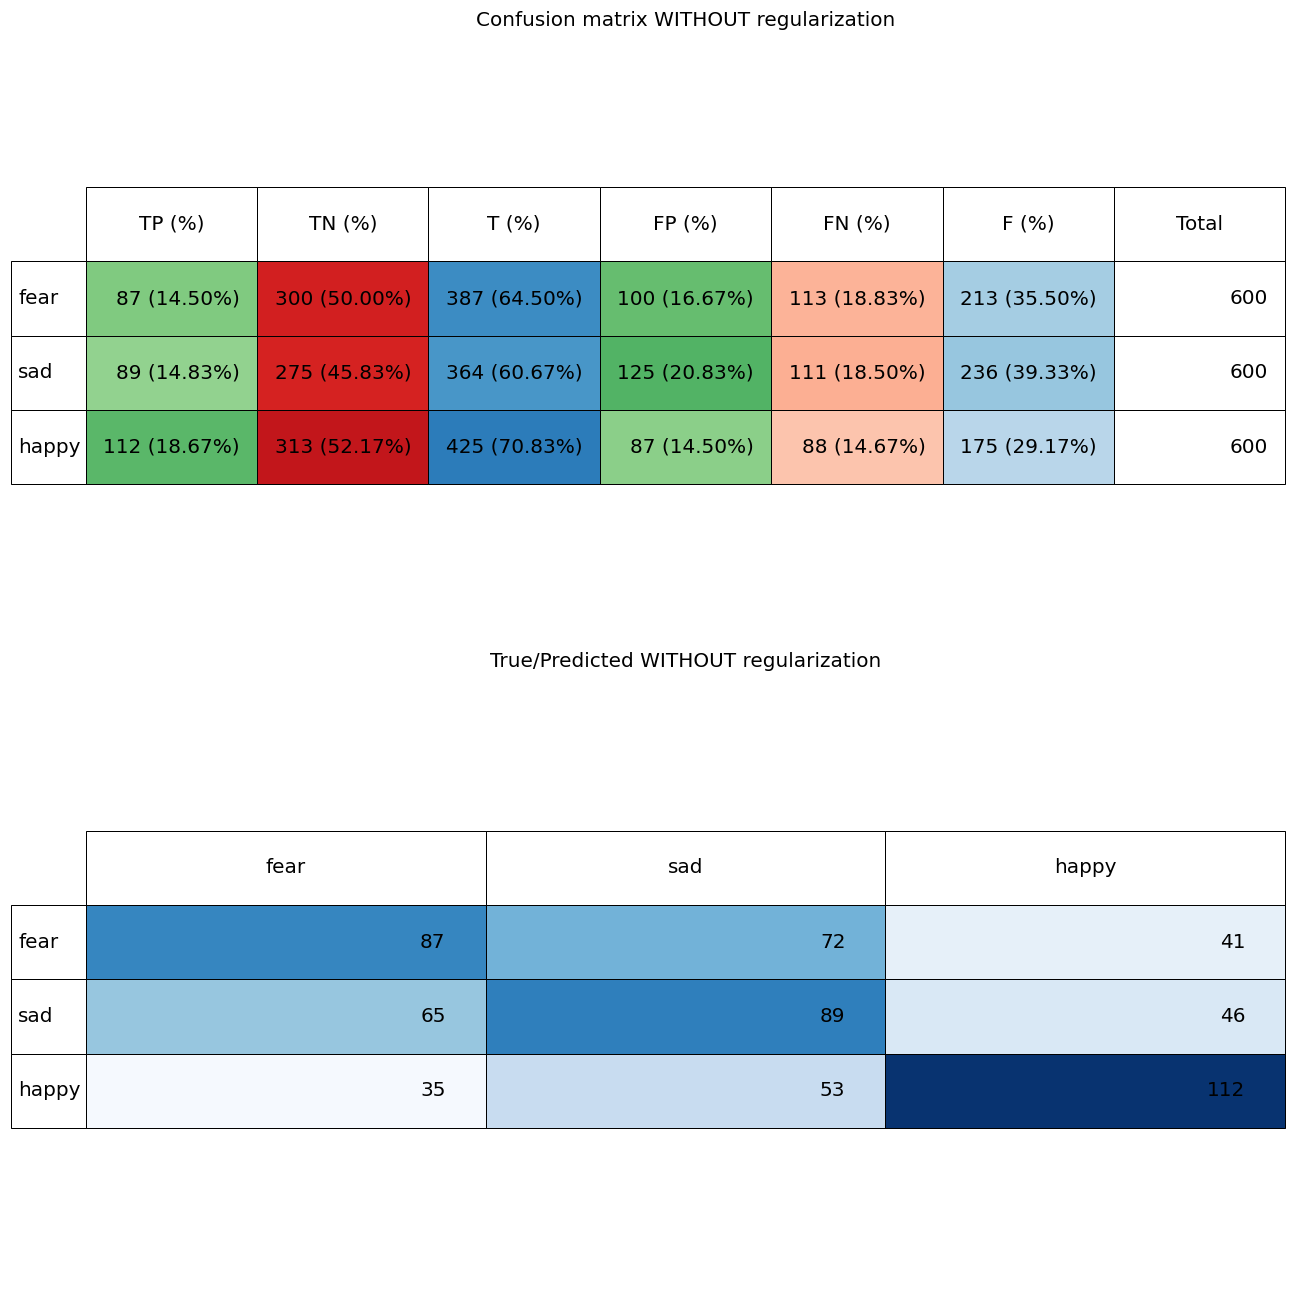 Confusion matrix WITHOUT regularization
TP (%) TN (%) T (%) FP (%) FN (%) F (%) Total
fear 87 (14.50%) 300 (50.00%) 387 (64.50%) 100 (16.67%) 113 (18.83%) 213 (35.50%) 600
sad 89 (14.83%) 275 (45.83%) 364 (60.67%) 125 (20.83%) 111 (18.50%) 236 (39.33%) 600
happy 112 (18.67%) 313 (52.17%) 425 (70.83%) 87 (14.50%) 88 (14.67%) 175 (29.17%) 600
True/Predicted WITHOUT regularization
fear sad happy
fear 87 72 41
sad 65 89 46
happy 35 53 112